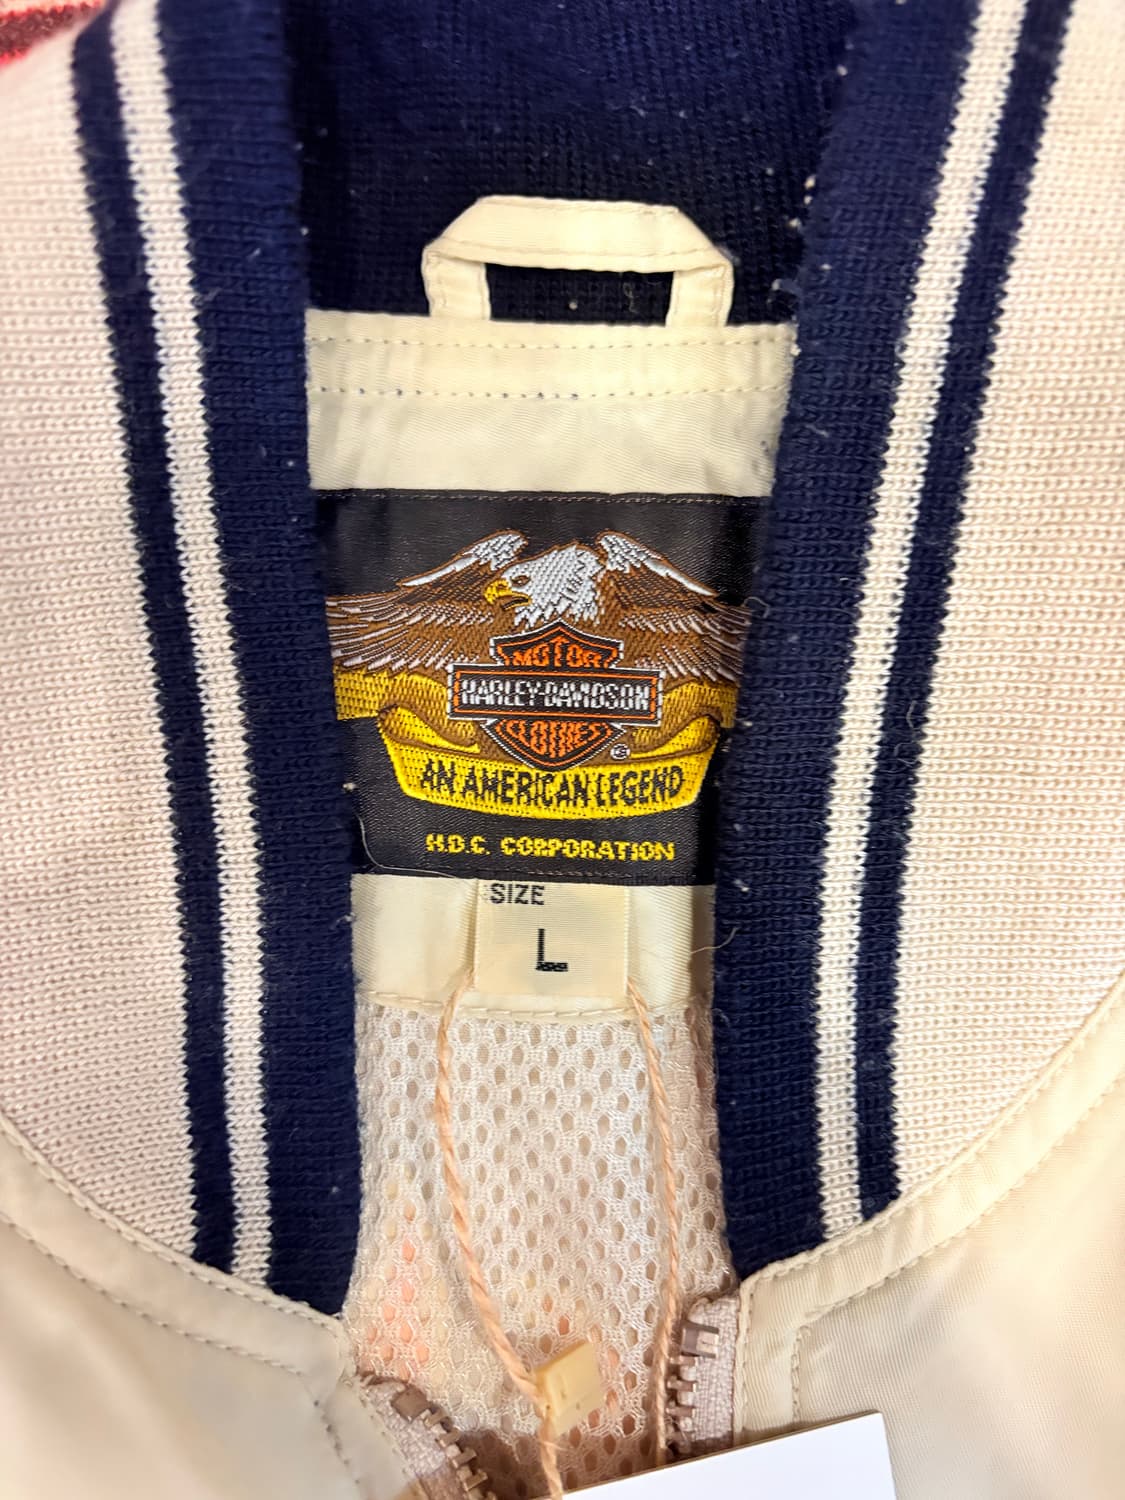 MOTOR
HARLEY-DAVIDSON
CLOTHES
®
AN AMERICAN LEGEND
H.D.C. CORPORATION
SIZE
L